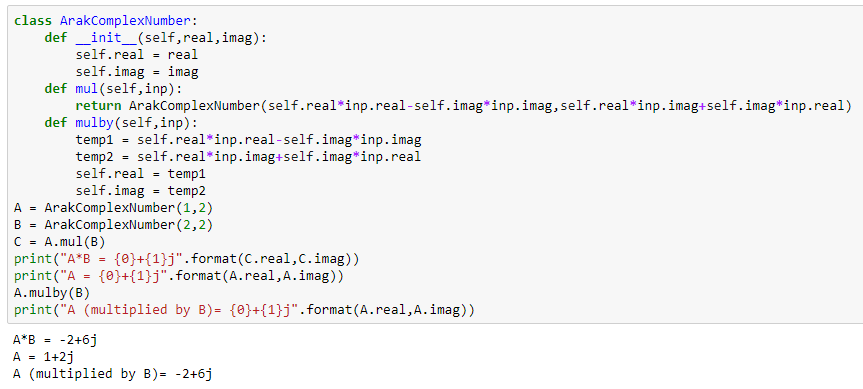 class ArakComplexNumber:
    def __init__(self,real,imag):
        self.real = real
        self.imag = imag
    def mul(self,inp):
        return ArakComplexNumber(self.real*inp.real-self.imag*inp.imag,self.real*inp.imag+self.imag*inp.real)
    def mulby(self,inp):
        temp1 = self.real*inp.real-self.imag*inp.imag
        temp2 = self.real*inp.imag+self.imag*inp.real
        self.real = temp1
        self.imag = temp2
A = ArakComplexNumber(1,2)
B = ArakComplexNumber(2,2)
C = A.mul(B)
print("A*B = {0}+{1}j".format(C.real,C.imag))
print("A = {0}+{1}j".format(A.real,A.imag))
A.mulby(B)
print("A (multiplied by B)= {0}+{1}j".format(A.real,A.imag))
A*B = -2+6j
A = 1+2j
A (multiplied by B)= -2+6j